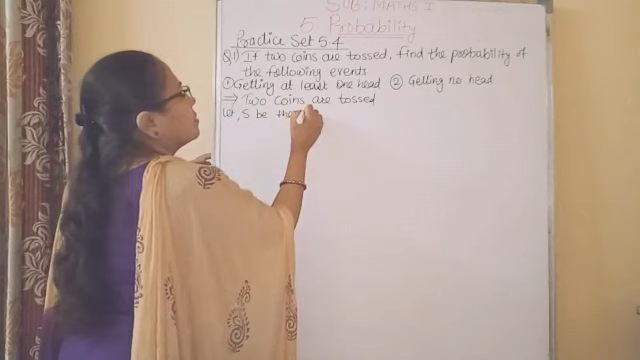 SUB: MATHS I
5. Probability
Practice Set 5.4
Q1) If two coins are tossed, find the probability of
the following events
① Getting at least one head ② Getting no head
⇒ Two Coins are tossed
Let, S be the